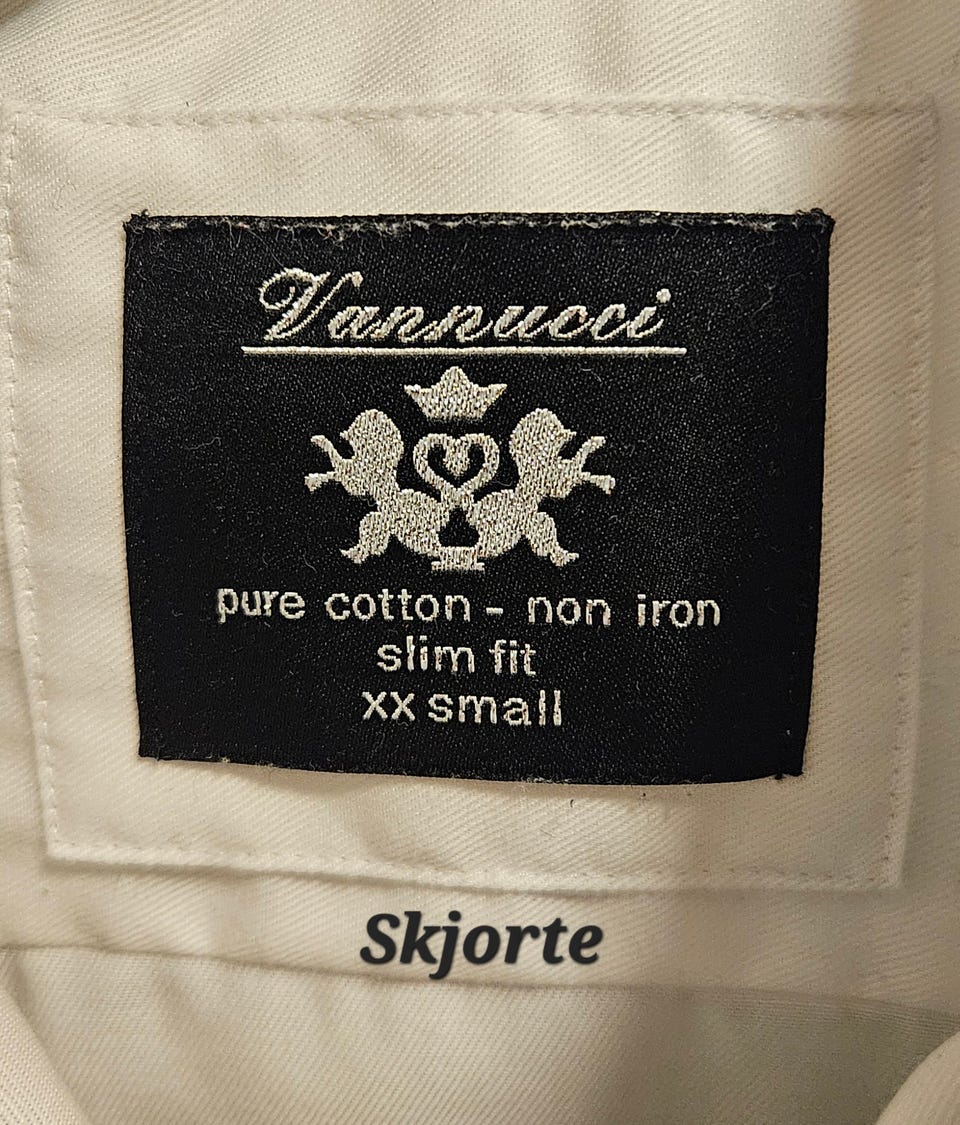 Vannucci
pure cotton - non iron
slim fit
xx small
Skjorte